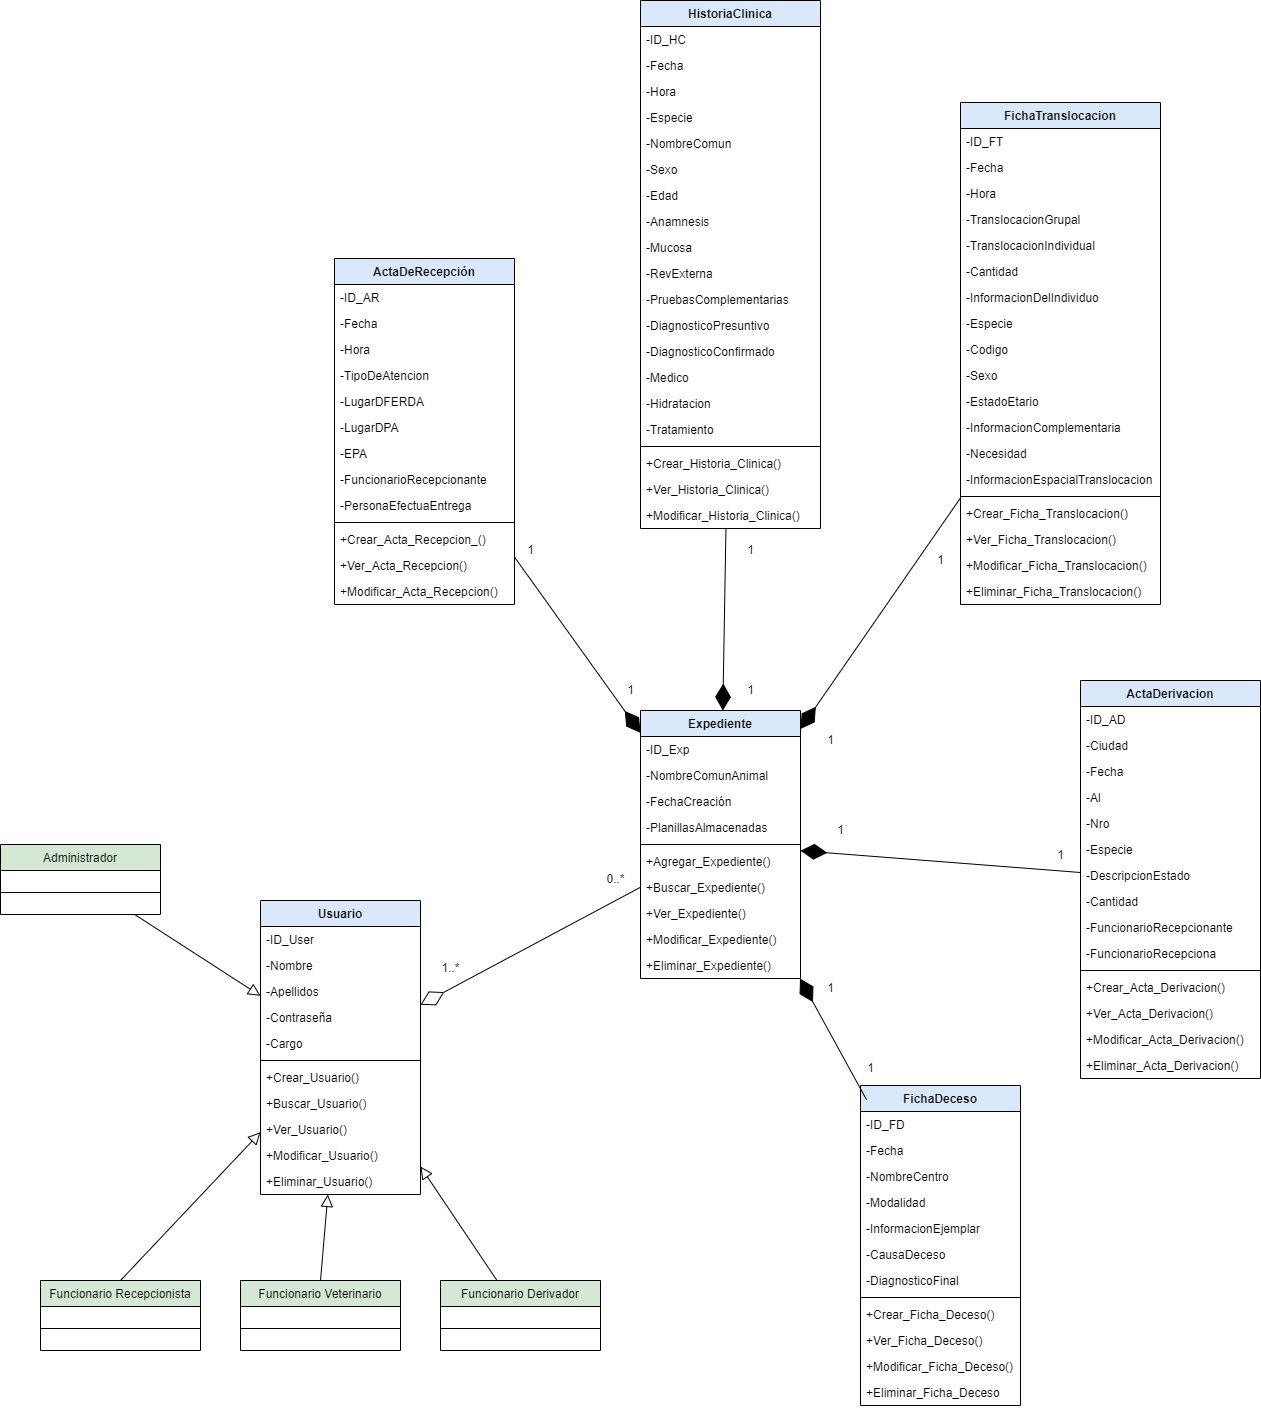 HistoriaClinica
-ID_HC
-Fecha
-Hora
-Especie
-NombreComun
-Sexo
-Edad
-Anamnesis
-Mucosa
-RevExterna
-PruebasComplementarias
-DiagnosticoPresuntivo
-DiagnosticoConfirmado
-Medico
-Hidratacion
-Tratamiento
+Crear_Historia_Clinica()
+Ver_Historia_Clinica()
+Modificar_Historia_Clinica()
FichaTranslocacion
-ID_FT
-Fecha
-Hora
-TranslocacionGrupal
-TranslocacionIndividual
-Cantidad
-InformacionDelIndividuo
-Especie
-Codigo
-Sexo
-EstadoEtario
-InformacionComplementaria
-Necesidad
-InformacionEspacialTranslocacion
+Crear_Ficha_Translocacion()
+Ver_Ficha_Translocacion()
+Modificar_Ficha_Translocacion()
+Eliminar_Ficha_Translocacion()
ActaDeRecepción
-ID_AR
-Fecha
-Hora
-TipoDeAtencion
-LugarDFERDA
-LugarDPA
-EPA
-FuncionarioRecepcionante
-PersonaEfectuaEntrega
+Crear_Acta_Recepcion_()
+Ver_Acta_Recepcion()
+Modificar_Acta_Recepcion()
1
1
1
1
1
1
Expediente
-ID_Exp
-NombreComunAnimal
-FechaCreación
-PlanillasAlmacenadas
+Agregar_Expediente()
+Buscar_Expediente()
+Ver_Expediente()
+Modificar_Expediente()
+Eliminar_Expediente()
1
1
ActaDerivacion
-ID_AD
-Ciudad
-Fecha
-AI
-Nro
-Especie
-DescripcionEstado
-Cantidad
-FuncionarioRecepcionante
-FuncionarioRecepciona
+Crear_Acta_Derivacion()
+Ver_Acta_Derivacion()
+Modificar_Acta_Derivacion()
+Eliminar_Acta_Derivacion()
Administrador
0..*
1..*
Usuario
-ID_User
-Nombre
-Apellidos
-Contraseña
-Cargo
+Crear_Usuario()
+Buscar_Usuario()
+Ver_Usuario()
+Modificar_Usuario()
+Eliminar_Usuario()
1
1
FichaDeceso
-ID_FD
-Fecha
-NombreCentro
-Modalidad
-InformacionEjemplar
-CausaDeceso
-DiagnosticoFinal
+Crear_Ficha_Deceso()
+Ver_Ficha_Deceso()
+Modificar_Ficha_Deceso()
+Eliminar_Ficha_Deceso
Funcionario Recepcionista
Funcionario Veterinario
Funcionario Derivador